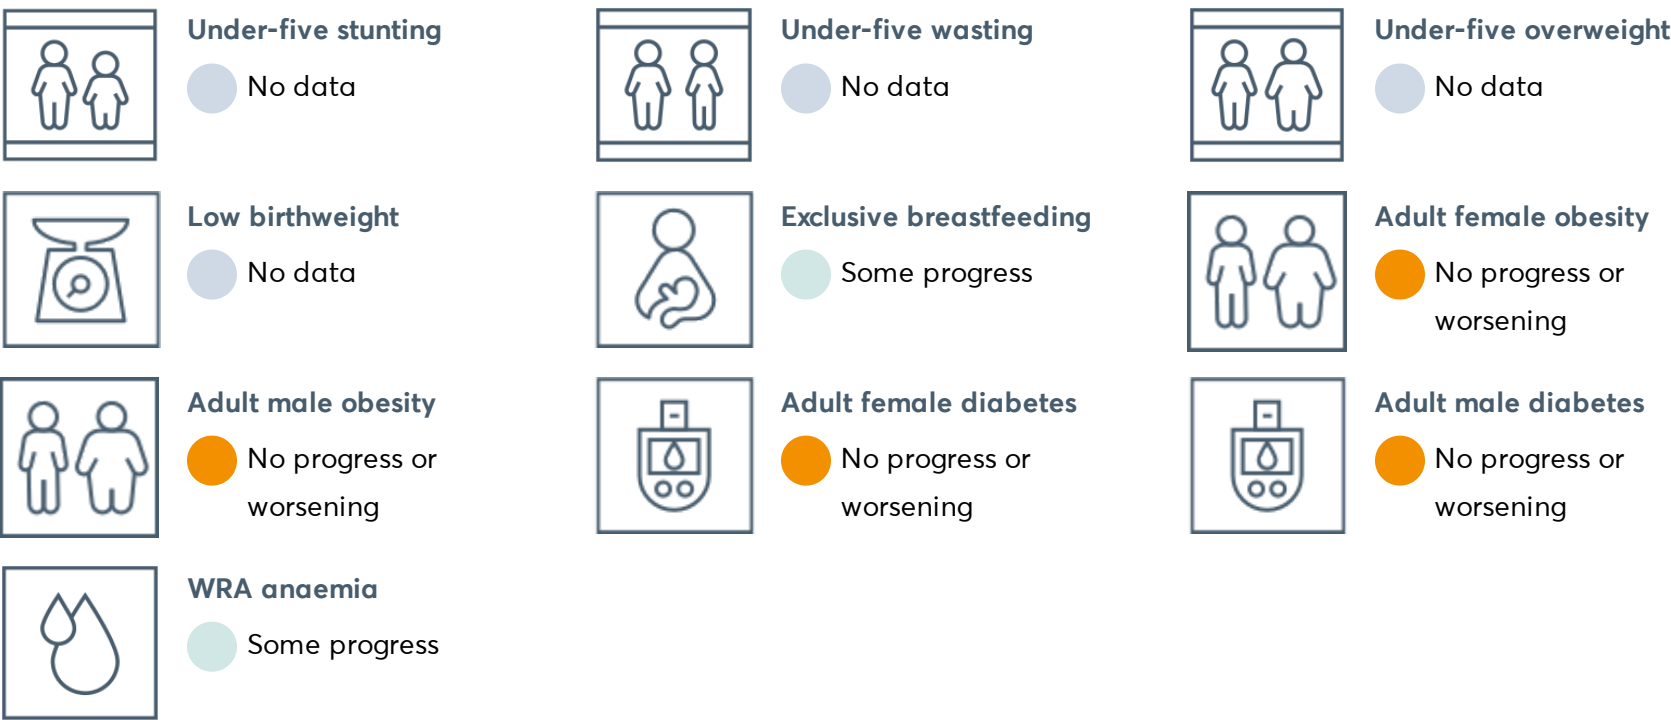 Under-five stunting
No data
Under-five wasting
No data
Under-five overweight
No data
Low birthweight
No data
Exclusive breastfeeding
Some progress
Adult female obesity
No progress or
worsening
Adult male obesity
No progress or
worsening
Adult female diabetes
No progress or
worsening
Adult male diabetes
No progress or
worsening
WRA anaemia
Some progress